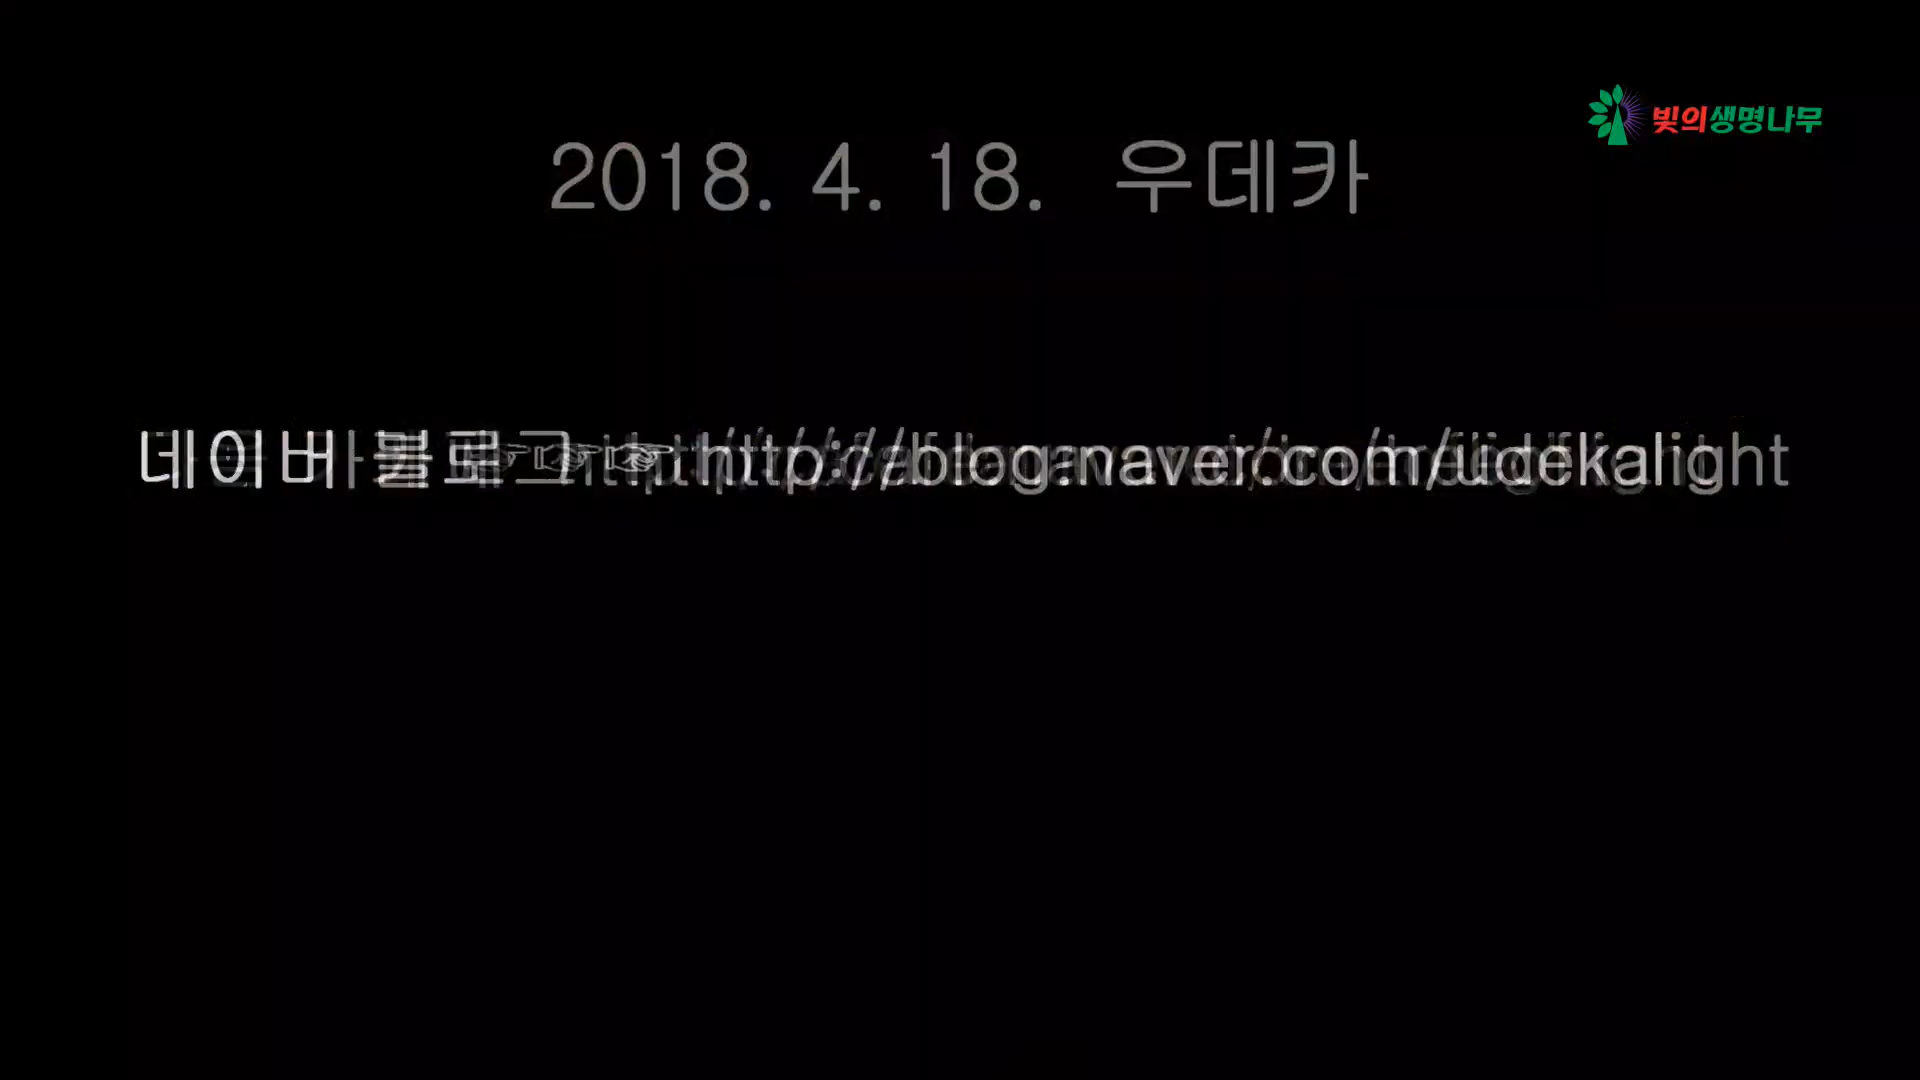 빛의생명나무
2018. 4. 18. 우데카
네이버블로그☞☞ http://blog.naver.com/udekalight